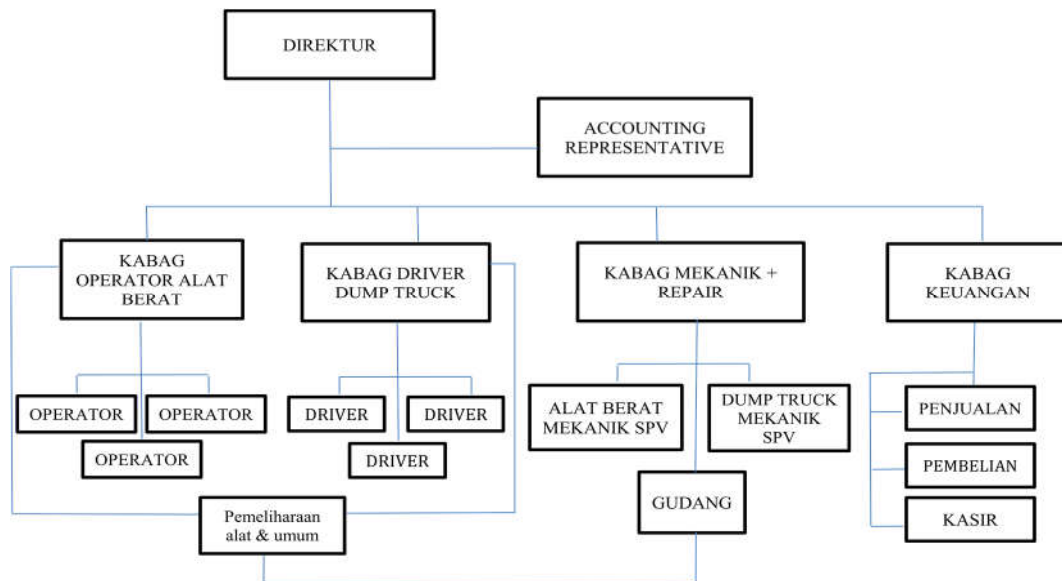 DIREKTUR
ACCOUNTING
REPRESENTATIVE
KABAG
OPERATOR ALAT
BERAT
KABAG DRIVER
DUMP TRUCK
KABAG MEKANIK +
REPAIR
KABAG
KEUANGAN
OPERATOR
OPERATOR
OPERATOR
DRIVER
DRIVER
DRIVER
ALAT BERAT
MEKANIK SPV
DUMP TRUCK
MEKANIK
SPV
PENJUALAN
PEMBELIAN
KASIR
GUDANG
Pemeliharaan
alat & umum